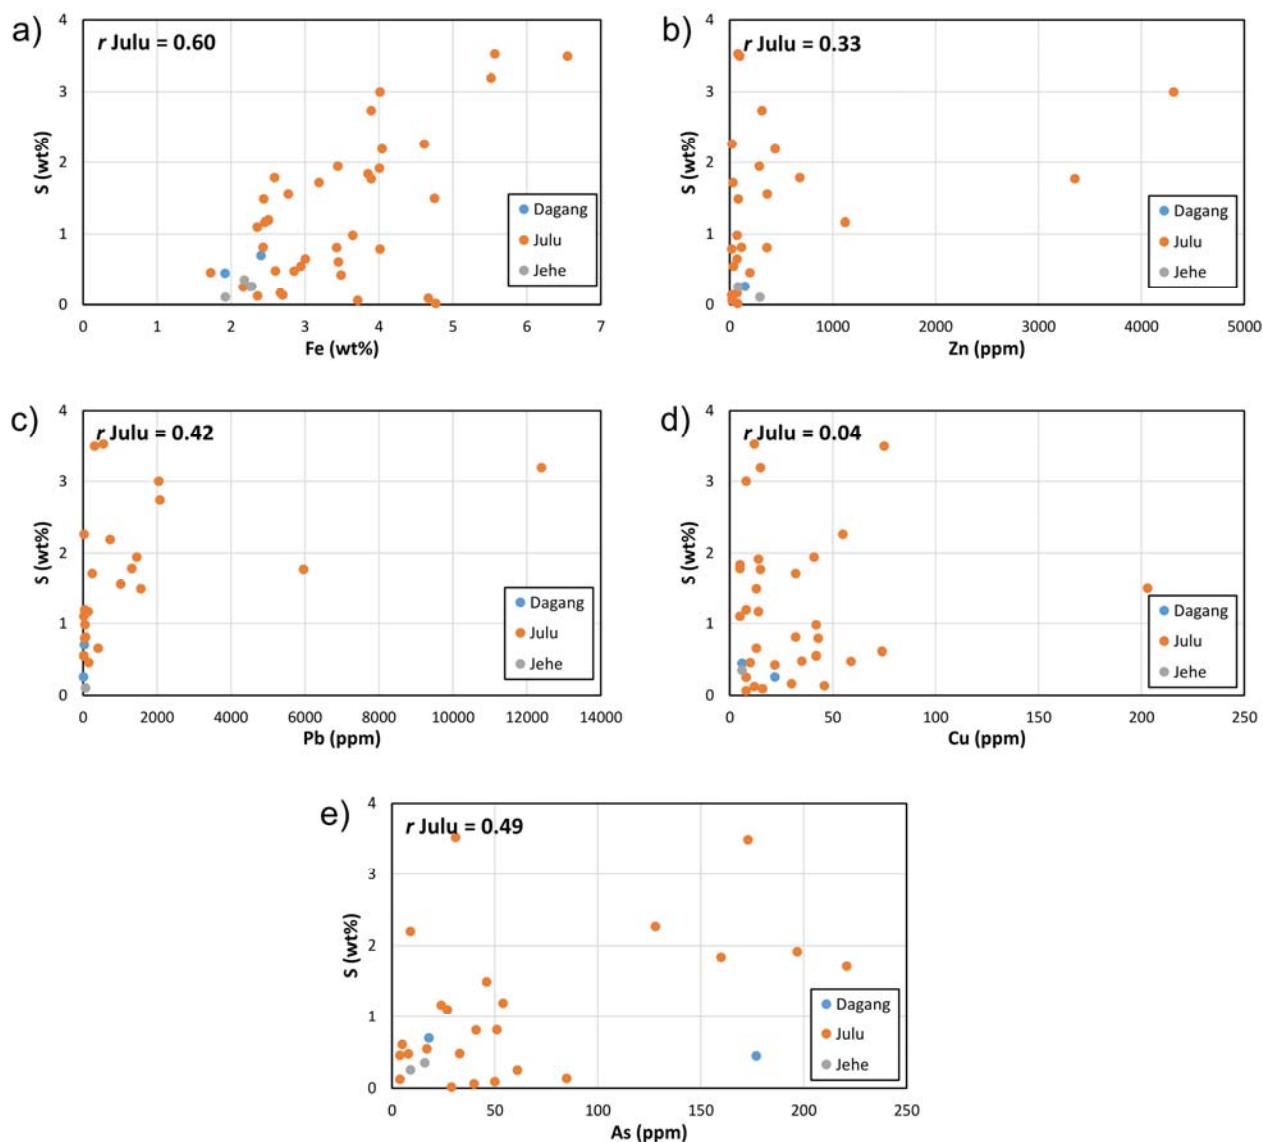 a)
r Julu = 0.60
4
3
2
1
0
S (wt%)
Dagang
Julu
Jehe
0 1 2 3 4 5 6 7
Fe (wt%)
b)
r Julu = 0.33
4
3
2
1
0
S (wt%)
Dagang
Julu
Jehe
0 1000 2000 3000 4000 5000
Zn (ppm)
c)
r Julu = 0.42
4
3
2
1
0
S (wt%)
Dagang
Julu
Jehe
0 2000 4000 6000 8000 10000 12000 14000
Pb (ppm)
d)
r Julu = 0.04
4
3
2
1
0
S (wt%)
Dagang
Julu
Jehe
0 50 100 150 200 250
Cu (ppm)
e)
r Julu = 0.49
4
3
2
1
0
S (wt%)
Dagang
Julu
Jehe
0 50 100 150 200 250
As (ppm)